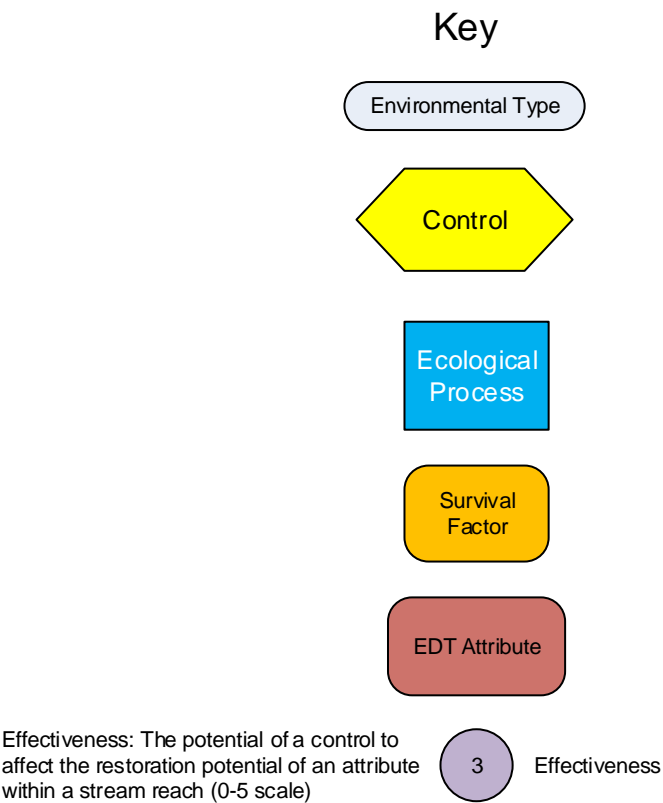 Key
Environmental Type
Control
Ecological
Process
Survival
Factor
EDT Attribute
Effectiveness: The potential of a control to
affect the restoration potential of an attribute
within a stream reach (0-5 scale)
3
Effectiveness